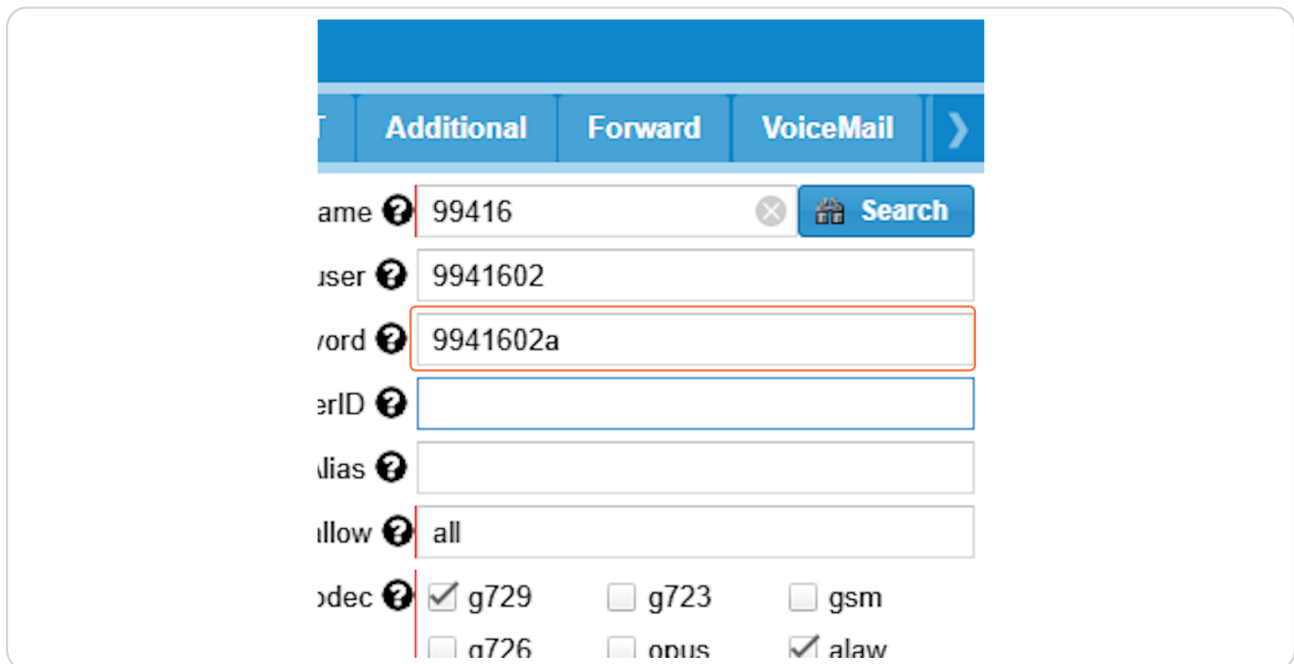 T Additional Forward VoiceMail
ame 99416 Search
user 9941602
word 9941602a
erID
Alias
allow all
odec g729 g723 gsm
g726 opus alaw